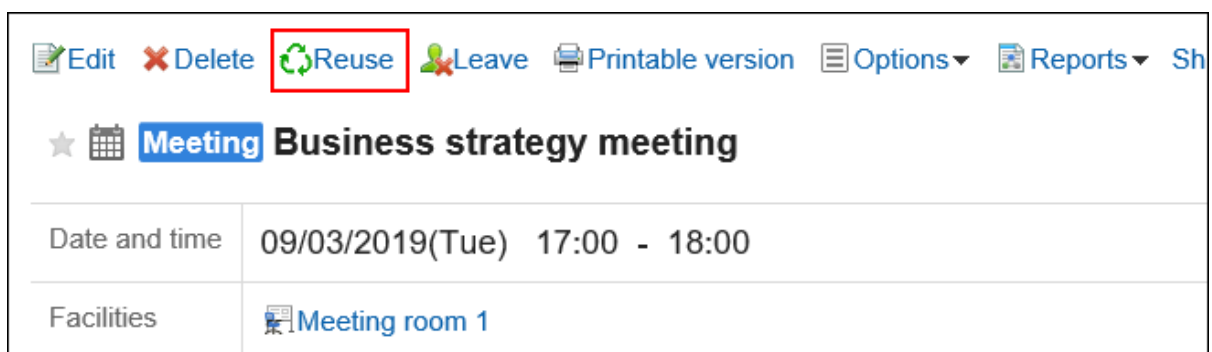 Edit Delete Reuse Leave Printable version Options Reports Sh
Meeting Business strategy meeting
Date and time 09/03/2019(Tue) 17:00 - 18:00
Facilities Meeting room 1